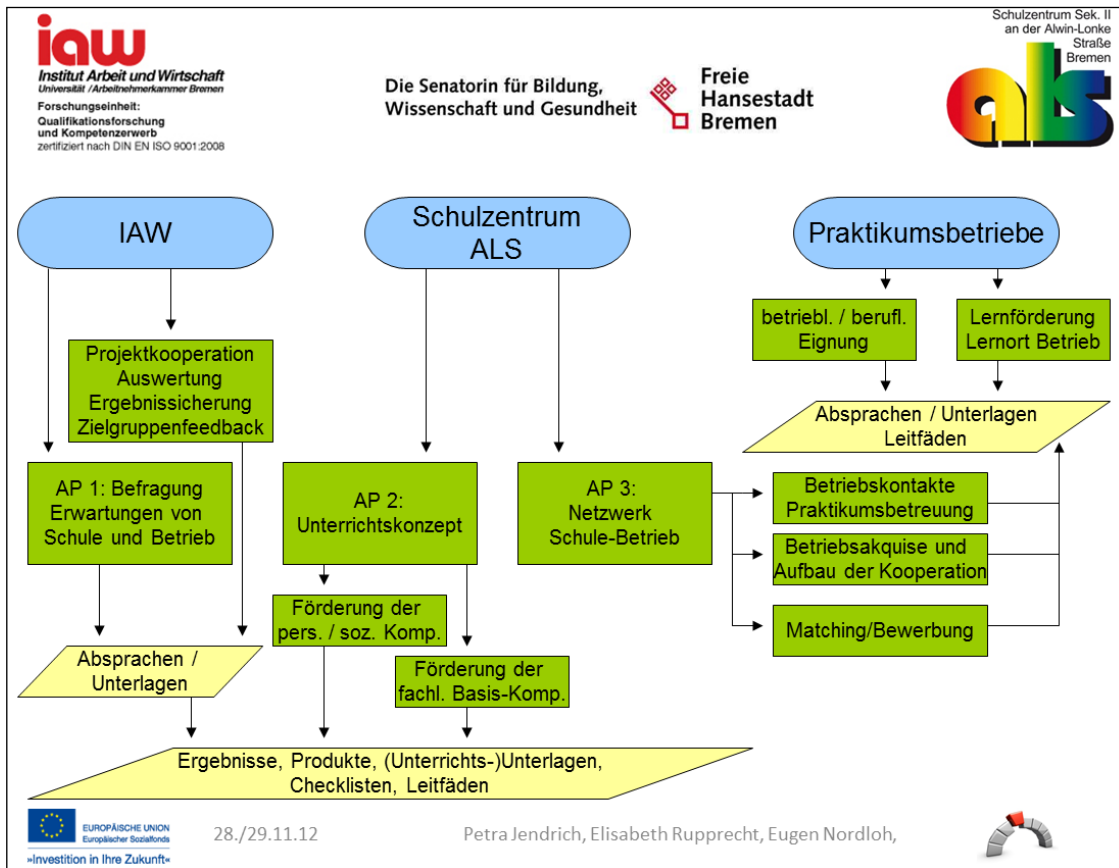 iaw
Institut Arbeit und Wirtschaft
Universität /Arbeitnehmerkammer Bremen
Forschungseinheit:
Qualifikationsforschung
und Kompetenzerwerb
zertifiziert nach DIN EN ISO 9001:2008
Die Senatorin für Bildung,
Wissenschaft und Gesundheit
Freie
Hansestadt
Bremen
Schulzentrum Sek. II
an der Alwin-Lonke
Straße
Bremen
als
IAW
Schulzentrum
ALS
Praktikumsbetriebe
betriebl. / berufl.
Eignung
Lernförderung
Lernort Betrieb
Projektkooperation
Auswertung
Ergebnissicherung
Zielgruppenfeedback
Absprachen / Unterlagen
Leitfäden
AP 1: Befragung
Erwartungen von
Schule und Betrieb
AP 2:
Unterrichtskonzept
AP 3:
Netzwerk
Schule-Betrieb
Betriebskontakte
Praktikumsbetreuung
Betriebsakquise und
Aufbau der Kooperation
Matching/Bewerbung
Förderung der
pers. / soz. Komp.
Absprachen /
Unterlagen
Förderung der
fachl. Basis-Komp.
Ergebnisse, Produkte, (Unterrichts-)Unterlagen,
Checklisten, Leitfäden
EUROPÄISCHE UNION
Europäischer Sozialfonds
»Investition in Ihre Zukunft«
28./29.11.12
Petra Jendrich, Elisabeth Rupprecht, Eugen Nordloh,